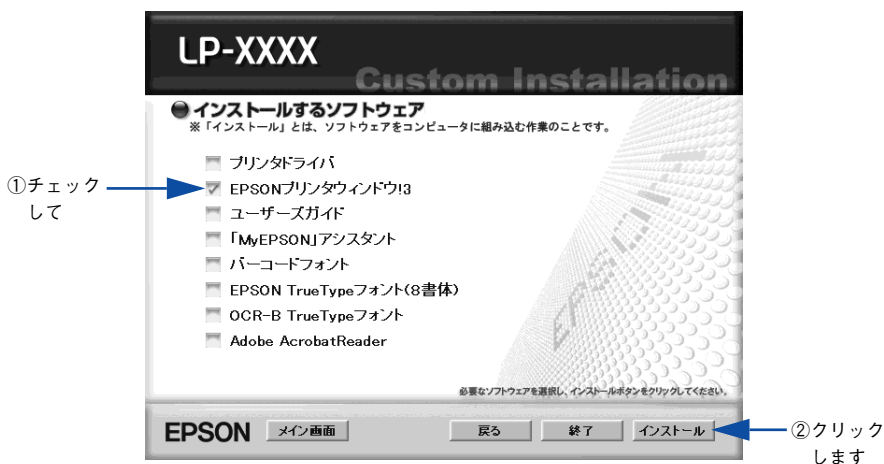 LP-XXXX
Custom Installation
インストールするソフトウェア
※「インストール」とは、ソフトウェアをコンピュータに組み込む作業のことです。
プリンタドライバ
①チェック
して
EPSONプリンタウィンドウ!3
ユーザーズガイド
「MyEPSON」アシスタント
バーコードフォント
EPSON TrueTypeフォント(8書体)
OCR-B TrueTypeフォント
Adobe AcrobatReader
EPSON
必要なソフトウェアを選択し、インストールボタンをクリックしてください。
EPSON
メイン画面
戻る
終了
インストール
②クリック
します